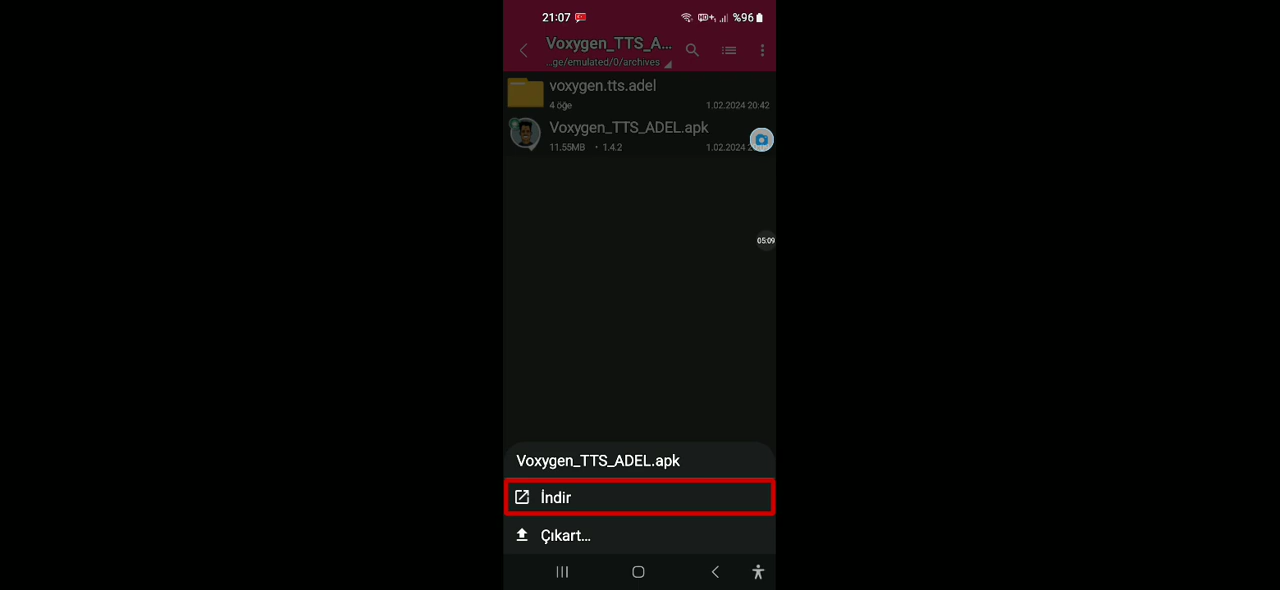 21:07 %96
Voxygen_TTS_A...
...ge/emulated/0/archives
voxygen.tts.adel
4 öğe 1.02.2024 20:42
Voxygen_TTS_ADEL.apk
11.55MB • 1.4.2 1.02.2024
05:09
Voxygen_TTS_ADEL.apk
İndir
Çıkart...